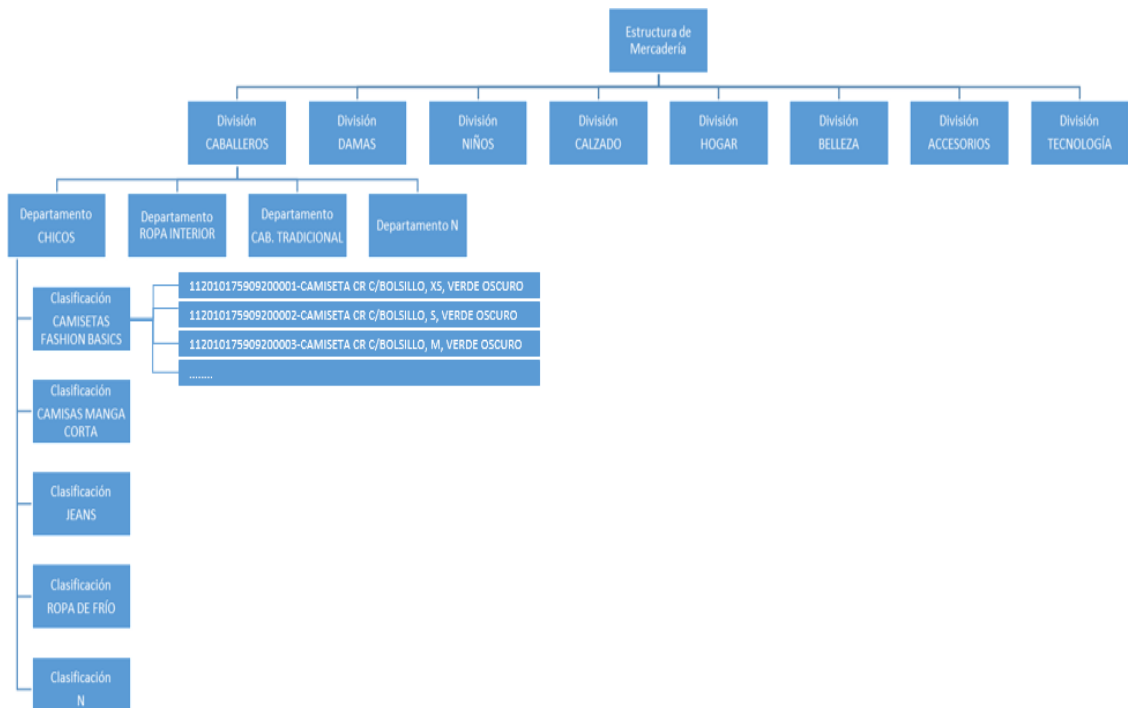 Estructura de
Mercadería
División
CABALLEROS
División
DAMAS
División
NIÑOS
División
CALZADO
División
HOGAR
División
BELLEZA
División
ACCESORIOS
División
TECNOLOGÍA
Departamento
CHICOS
Departamento
ROPA INTERIOR
Departamento
CAB. TRADICIONAL
Departamento N
Clasificación
CAMISETAS
FASHION BASICS
112010175909200001-CAMISETA CR C/BOLSILLO, XS, VERDE OSCURO
112010175909200002-CAMISETA CR C/BOLSILLO, S, VERDE OSCURO
112010175909200003-CAMISETA CR C/BOLSILLO, M, VERDE OSCURO
........
Clasificación
CAMISAS MANGA
CORTA
Clasificación
JEANS
Clasificación
ROPA DE FRÍO
Clasificación
N